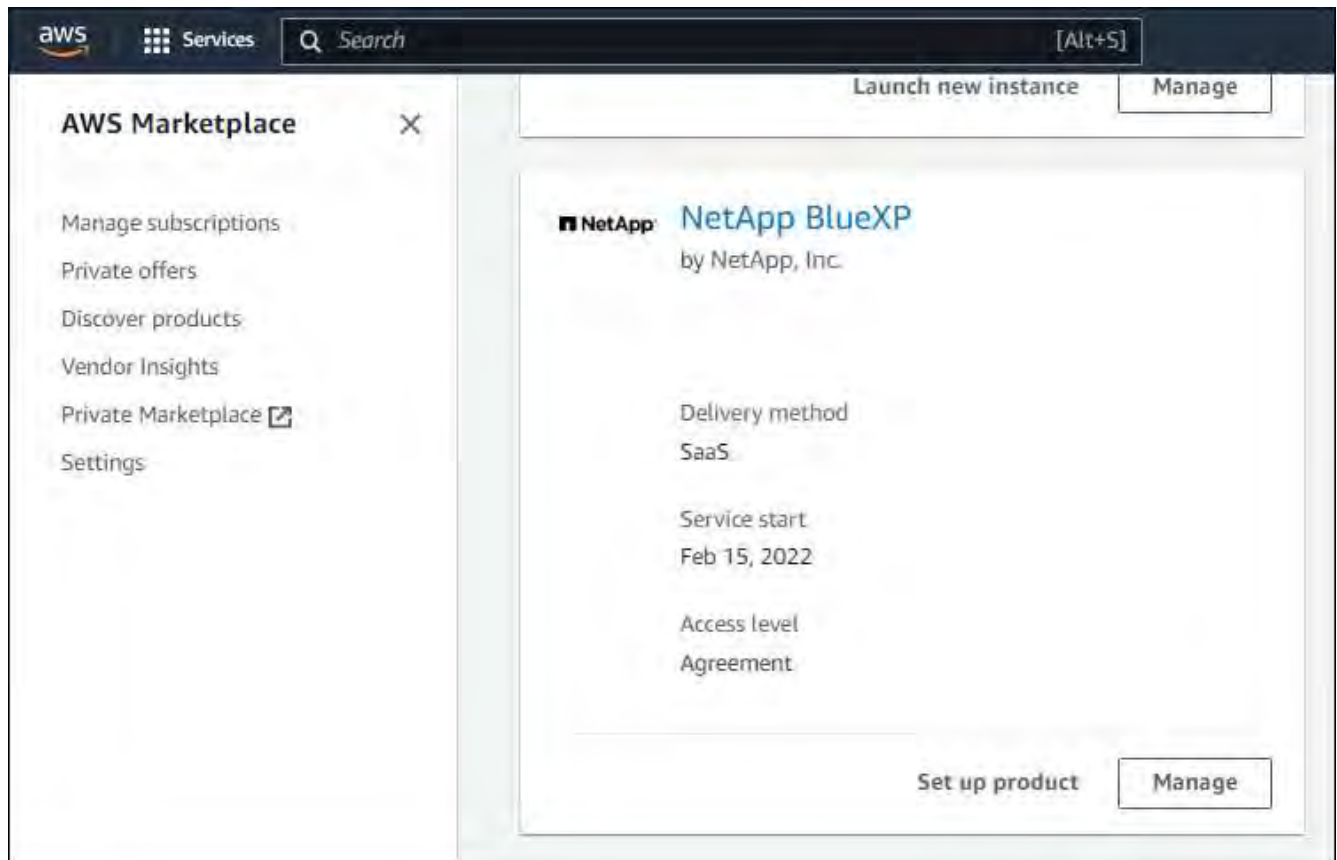 aws
Services
Search
[Alt+S]
AWS Marketplace
Manage subscriptions
Private offers
Discover products
Vendor Insights
Private Marketplace
Settings
Launch new instance
Manage
NetApp
NetApp BlueXP
by NetApp, Inc.
Delivery method
SaaS
Service start
Feb 15, 2022
Access level
Agreement
Set up product
Manage